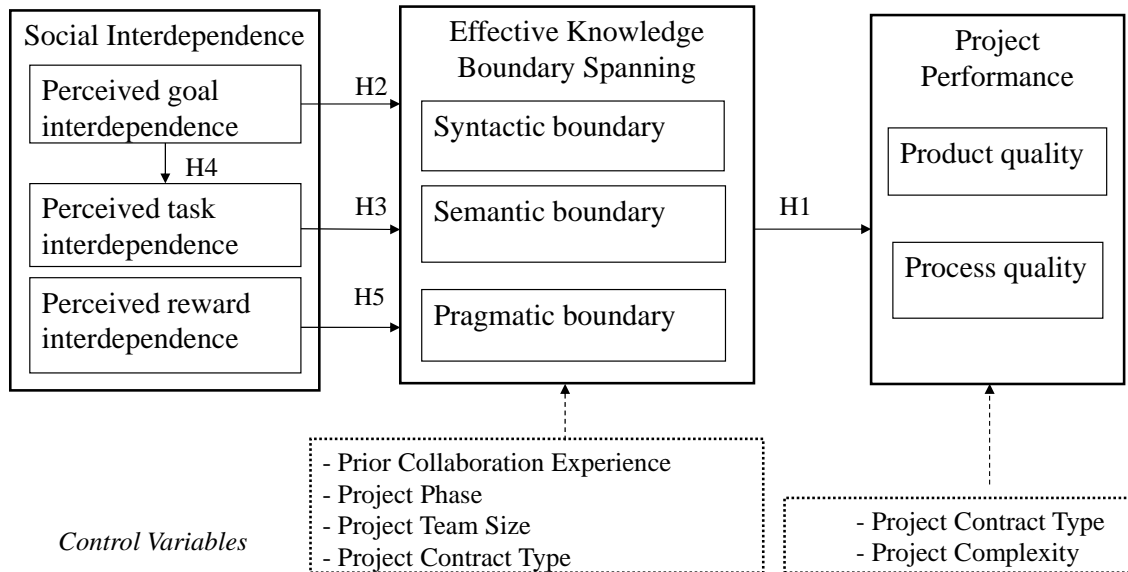 Social Interdependence
Perceived goal
interdependence
H4
Perceived task
interdependence
Perceived reward
interdependence
H2
H3
H5
Effective Knowledge
Boundary Spanning
Syntactic boundary
Semantic boundary
Pragmatic boundary
H1
Project
Performance
Product quality
Process quality
Control Variables
- Prior Collaboration Experience
- Project Phase
- Project Team Size
- Project Contract Type
- Project Contract Type
- Project Complexity